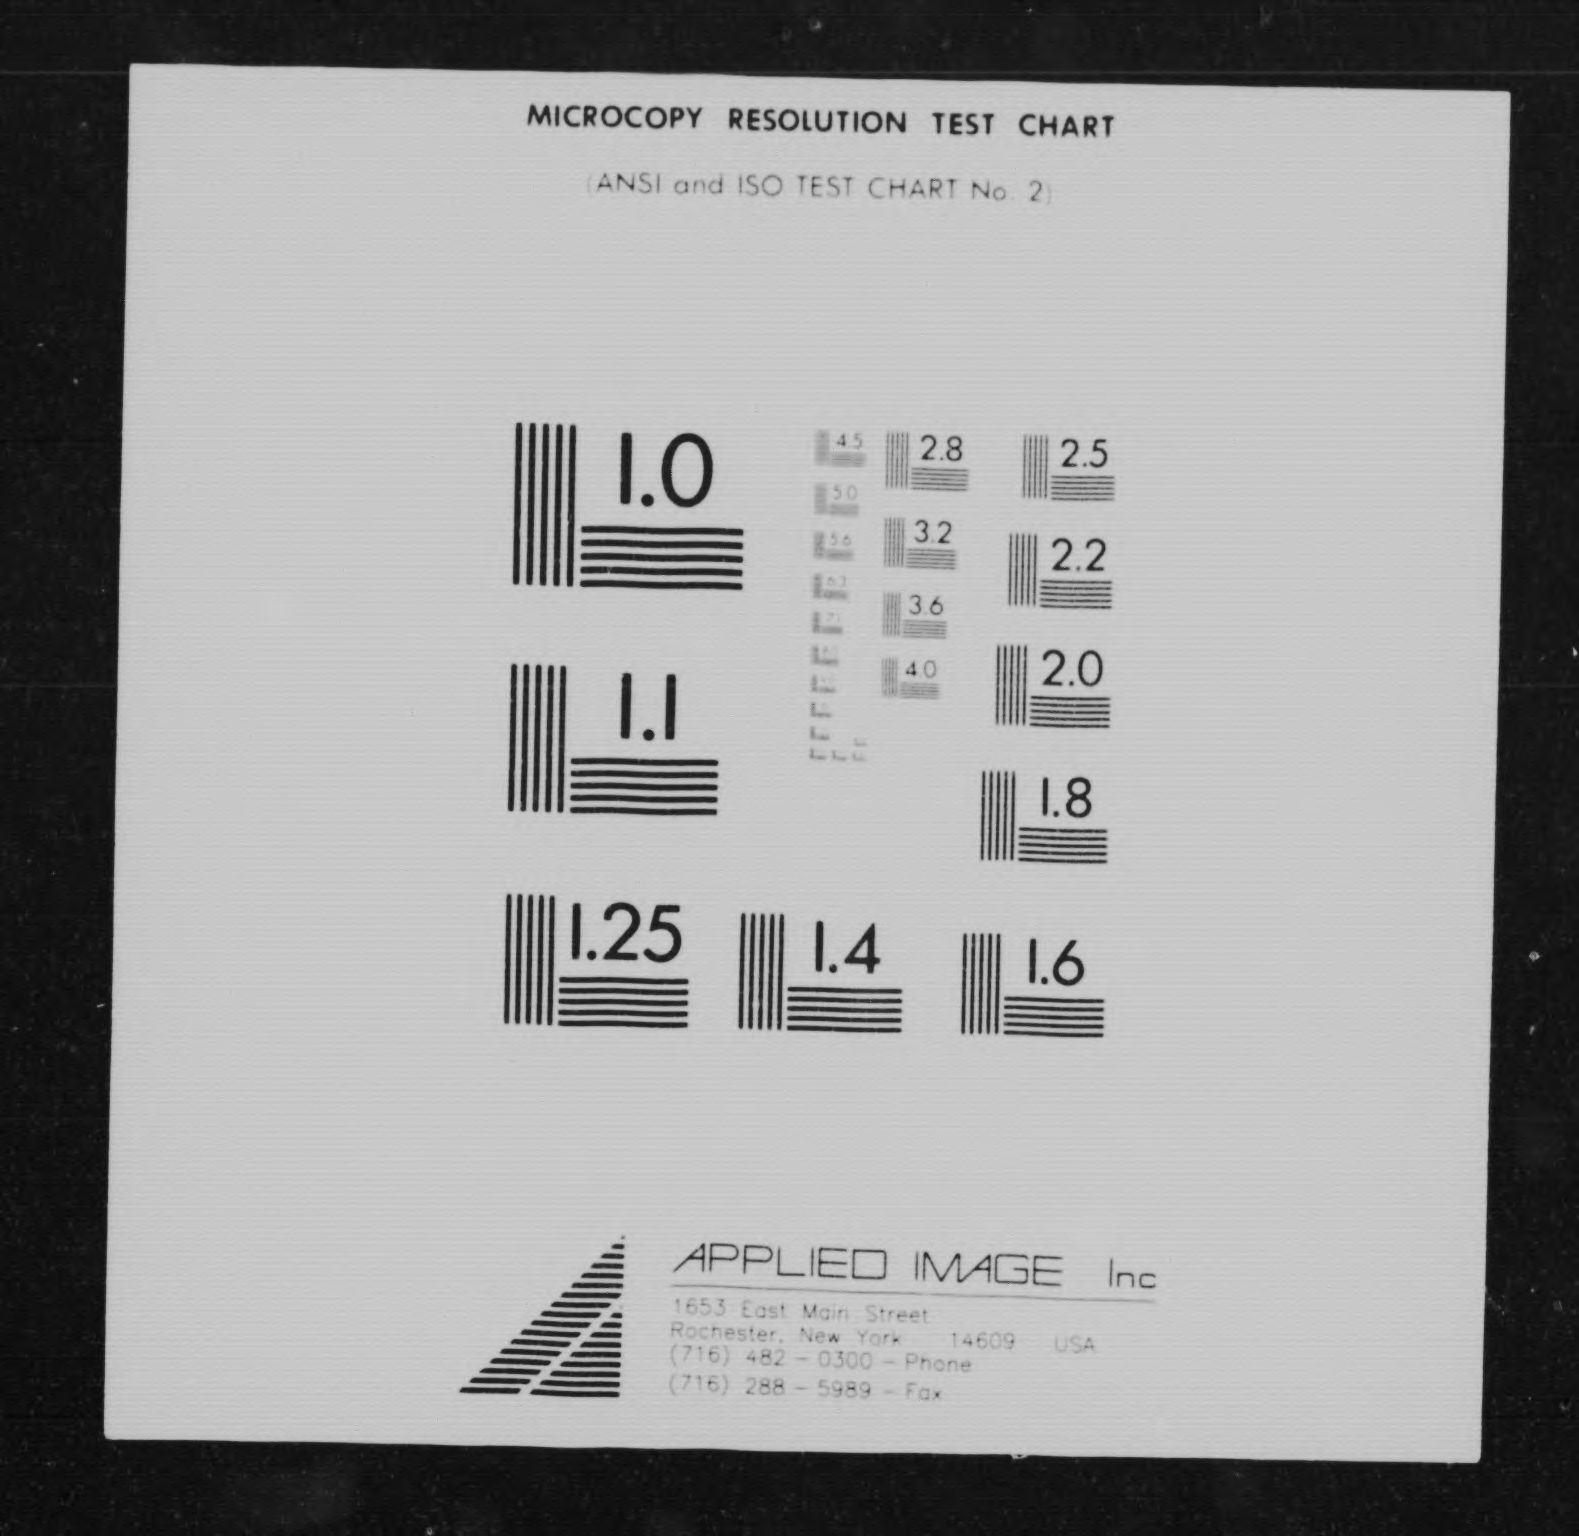 MICROCOPY RESOLUTION TEST CHART
(ANSI and ISO TEST CHART No. 2)
1.0
1.1
1.25
1.4
1.6
1.8
2.0
2.2
2.5
2.8
3.2
3.6
4.0
4.5
5.0
5.6
6.3
APPLIED IMAGE Inc
1653 East Main Street
Rochester, New York 14609 USA
(716) 482 - 0300 - Phone
(716) 288 - 5989 - Fax